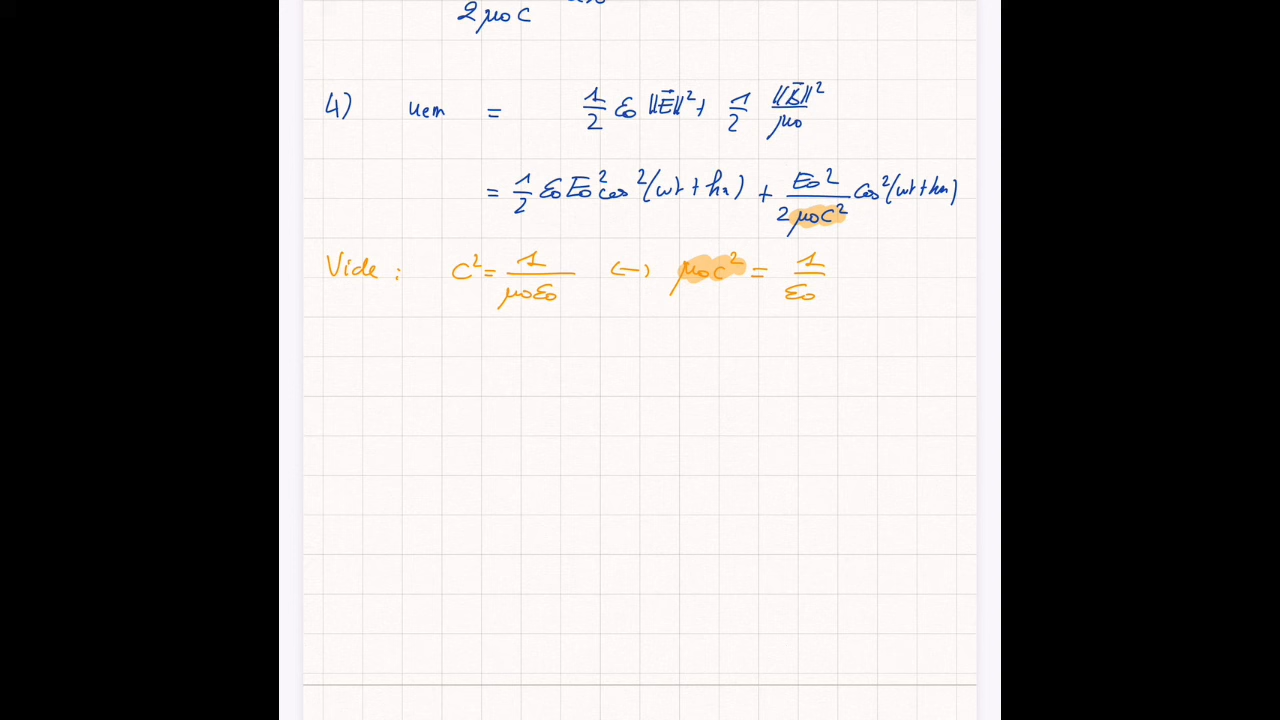 2μ₀c
4) uem = 1/2 ε₀ ||E⃗||² + 1/2 ||B⃗||²/μ₀
= 1/2 ε₀ E₀² cos²(ωt + kx) + E₀²/2μ₀c² cos²(ωt + kx)
Vide : c² = 1/μ₀ε₀ ↔ μ₀c² = 1/ε₀